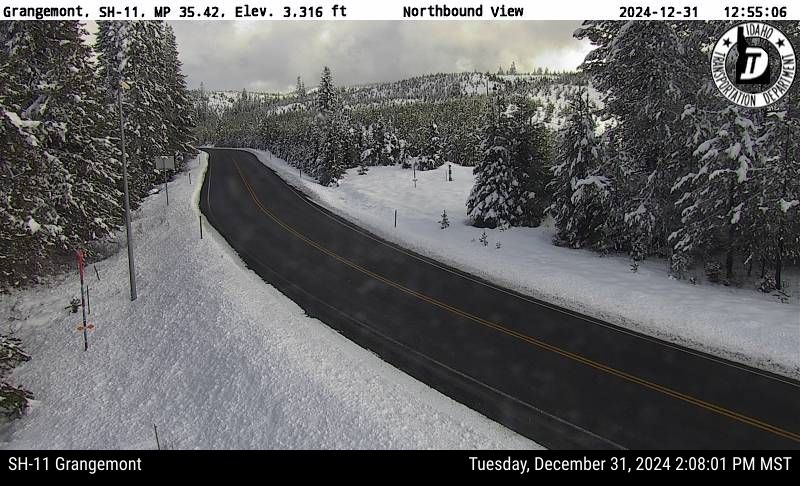 Grangemont, SH-11, MP 35.42, Elev. 3,316 ft Northbound View 2024-12-31 12:55:06
IDAHO
TRANSPORTATION DEPARTMENT
SH-11 Grangemont Tuesday, December 31, 2024 2:08:01 PM MST